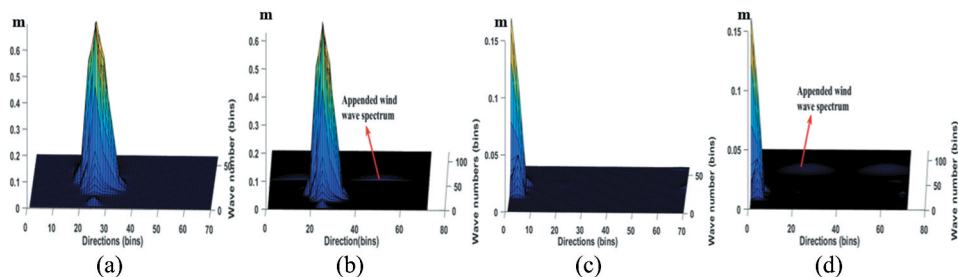 m
0.6
0.5
0.4
0.3
0.2
0.1
0
0 10 20 30 40 50 60 70
Directions (bins)
0
50
Wave number (bins)
(a)
m
0.6
0.5
0.4
0.3
0.2
0.1
0
0 20 40 60 80
Direction(bins)
0
50
100
Wave numbers (bins)
Appended wind
wave spectrum
(b)
m
0.15
0.1
0.05
0
0 10 20 30 40 50 60 70
Directions (bins)
0
50
Wave number (bins)
(c)
m
0.15
0.1
0.05
0
0 20 40 60 80
Directions (bins)
0
50
100
Wave number (bins)
Appended wind
wave spectrum
(d)